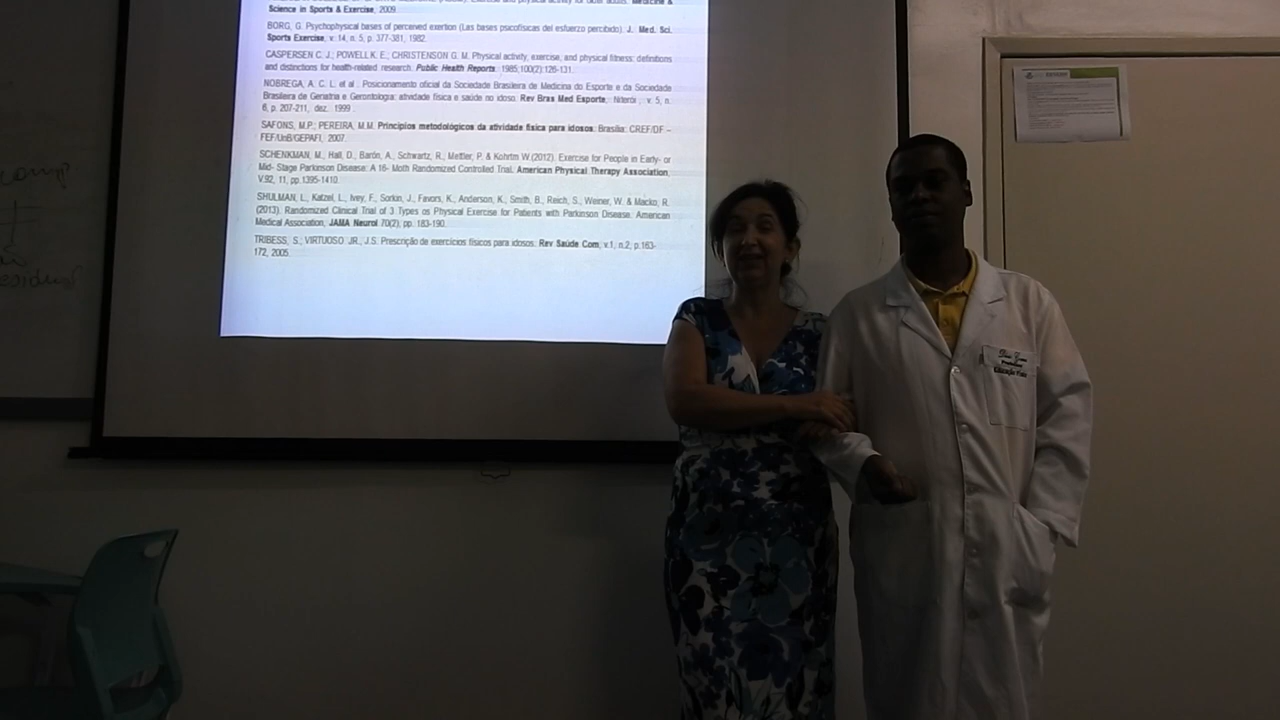 Science in Sports & Exercise, 2009.
BORG, G. Psychophysical bases of perceived exertion (Las bases psicofísicas del esfuerzo percibido). J. Med. Sci.
Sports Exercise, v. 14, n. 5, p. 377-381, 1982.
CASPERSEN C. J.; POWELL K. E.; CHRISTENSON G. M. Physical activity, exercise, and physical fitness: definitions
and distinctions for health-related research. Public Health Reports. 1985;100(2):126-131.
NOBREGA, A. C. L. et al . Posicionamento oficial da Sociedade Brasileira de Medicina do Esporte e da Sociedade
Brasileira de Geriatria e Gerontologia: atividade física e saúde no idoso. Rev Bras Med Esporte, Niterói , v. 5, n.
6, p. 207-211, dez. 1999 .
SAFONS, M.P.; PEREIRA, M.M. Princípios metodológicos da atividade física para idosos. Brasília: CREF/DF –
FEF/UnB/GEPAFI, 2007.
SCHENKMAN, M., Hall, D., Barón, A., Schwartz, R., Mettler, P. & Kohrtm W.(2012). Exercise for People in Early- or
Mid- Stage Parkinson Disease: A 16- Moth Randomized Controlled Trial. American Physical Therapy Association,
V.92, 11, pp.1395-1410.
SHULMAN, L., Katzel, L., Ivey, F., Sorkin, J., Favors, K., Anderson, K., Smith, B., Reich, S., Weiner, W. & Macko, R.
(2013). Randomized Clinical Trial of 3 Types os Physical Exercise for Patients with Parkinson Disease. American
Medical Association, JAMA Neurol 70(2); pp. 183-190.
TRIBESS, S.; VIRTUOSO JR., J.S. Prescrição de exercícios físicos para idosos. Rev Saúde Com, v.1, n.2, p.163-
172, 2005.
Professor
Educação Física